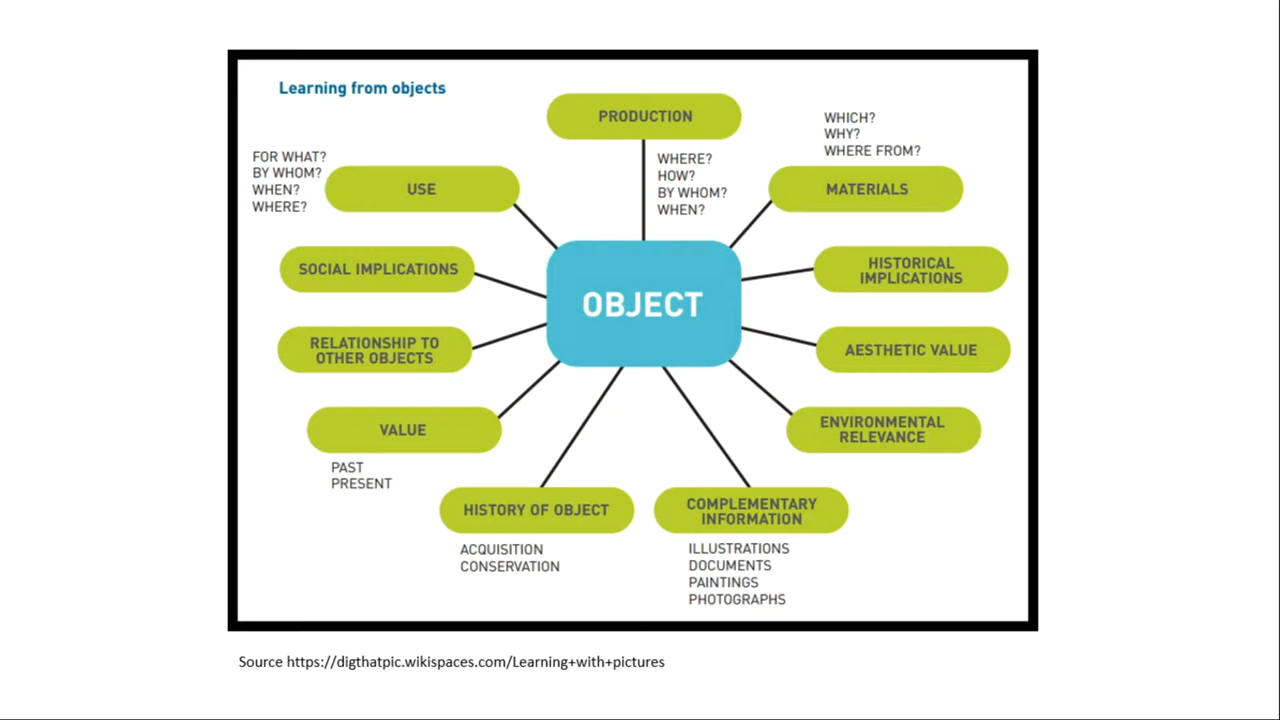 Learning from objects
PRODUCTION
WHERE?
HOW?
BY WHOM?
WHEN?
WHICH?
WHY?
WHERE FROM?
MATERIALS
FOR WHAT?
BY WHOM?
WHEN?
WHERE?
USE
SOCIAL IMPLICATIONS
HISTORICAL
IMPLICATIONS
OBJECT
RELATIONSHIP TO
OTHER OBJECTS
AESTHETIC VALUE
VALUE
PAST
PRESENT
ENVIRONMENTAL
RELEVANCE
HISTORY OF OBJECT
ACQUISITION
CONSERVATION
COMPLEMENTARY
INFORMATION
ILLUSTRATIONS
DOCUMENTS
PAINTINGS
PHOTOGRAPHS
Source https://digthatpic.wikispaces.com/Learning+with+pictures